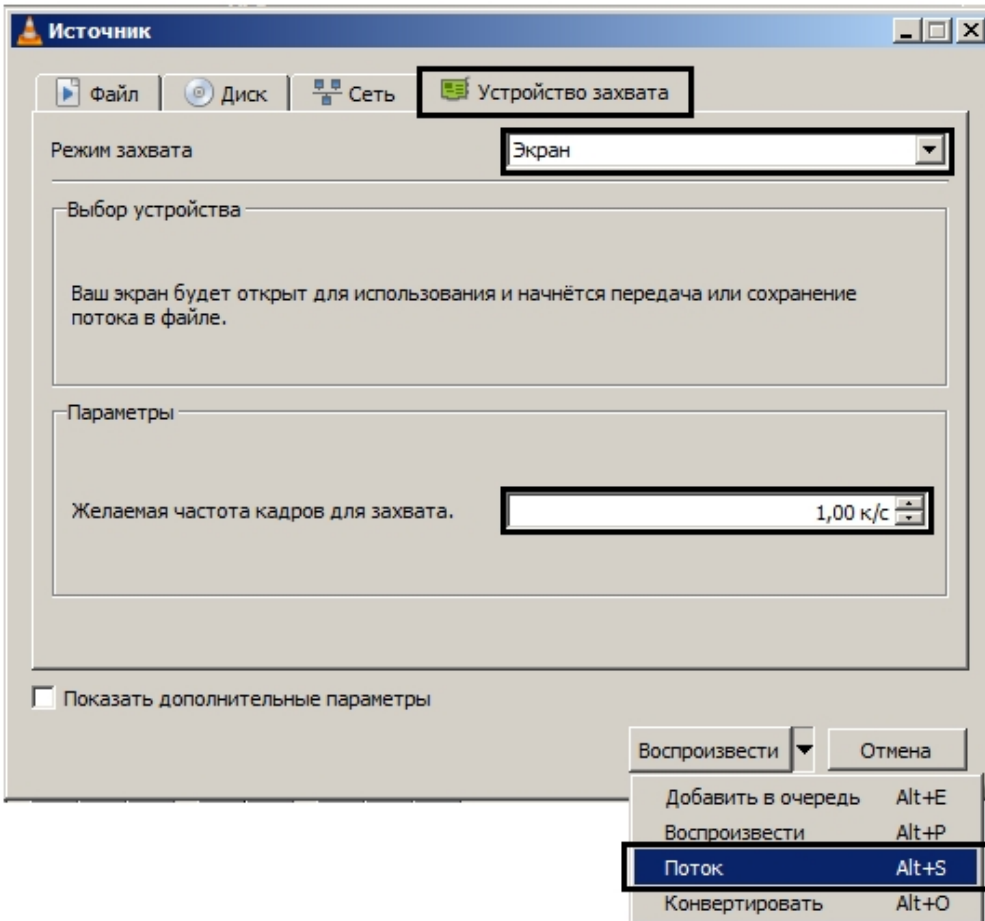 Источник
Файл Диск Сеть Устройство захвата
Режим захвата Экран
Выбор устройства
Ваш экран будет открыт для использования и начнётся передача или сохранение
потока в файле.
Параметры
Желаемая частота кадров для захвата. 1,00 к/с
Показать дополнительные параметры
Воспроизвести Отмена
Добавить в очередь Alt+E
Воспроизвести Alt+P
Поток Alt+S
Конвертировать Alt+O